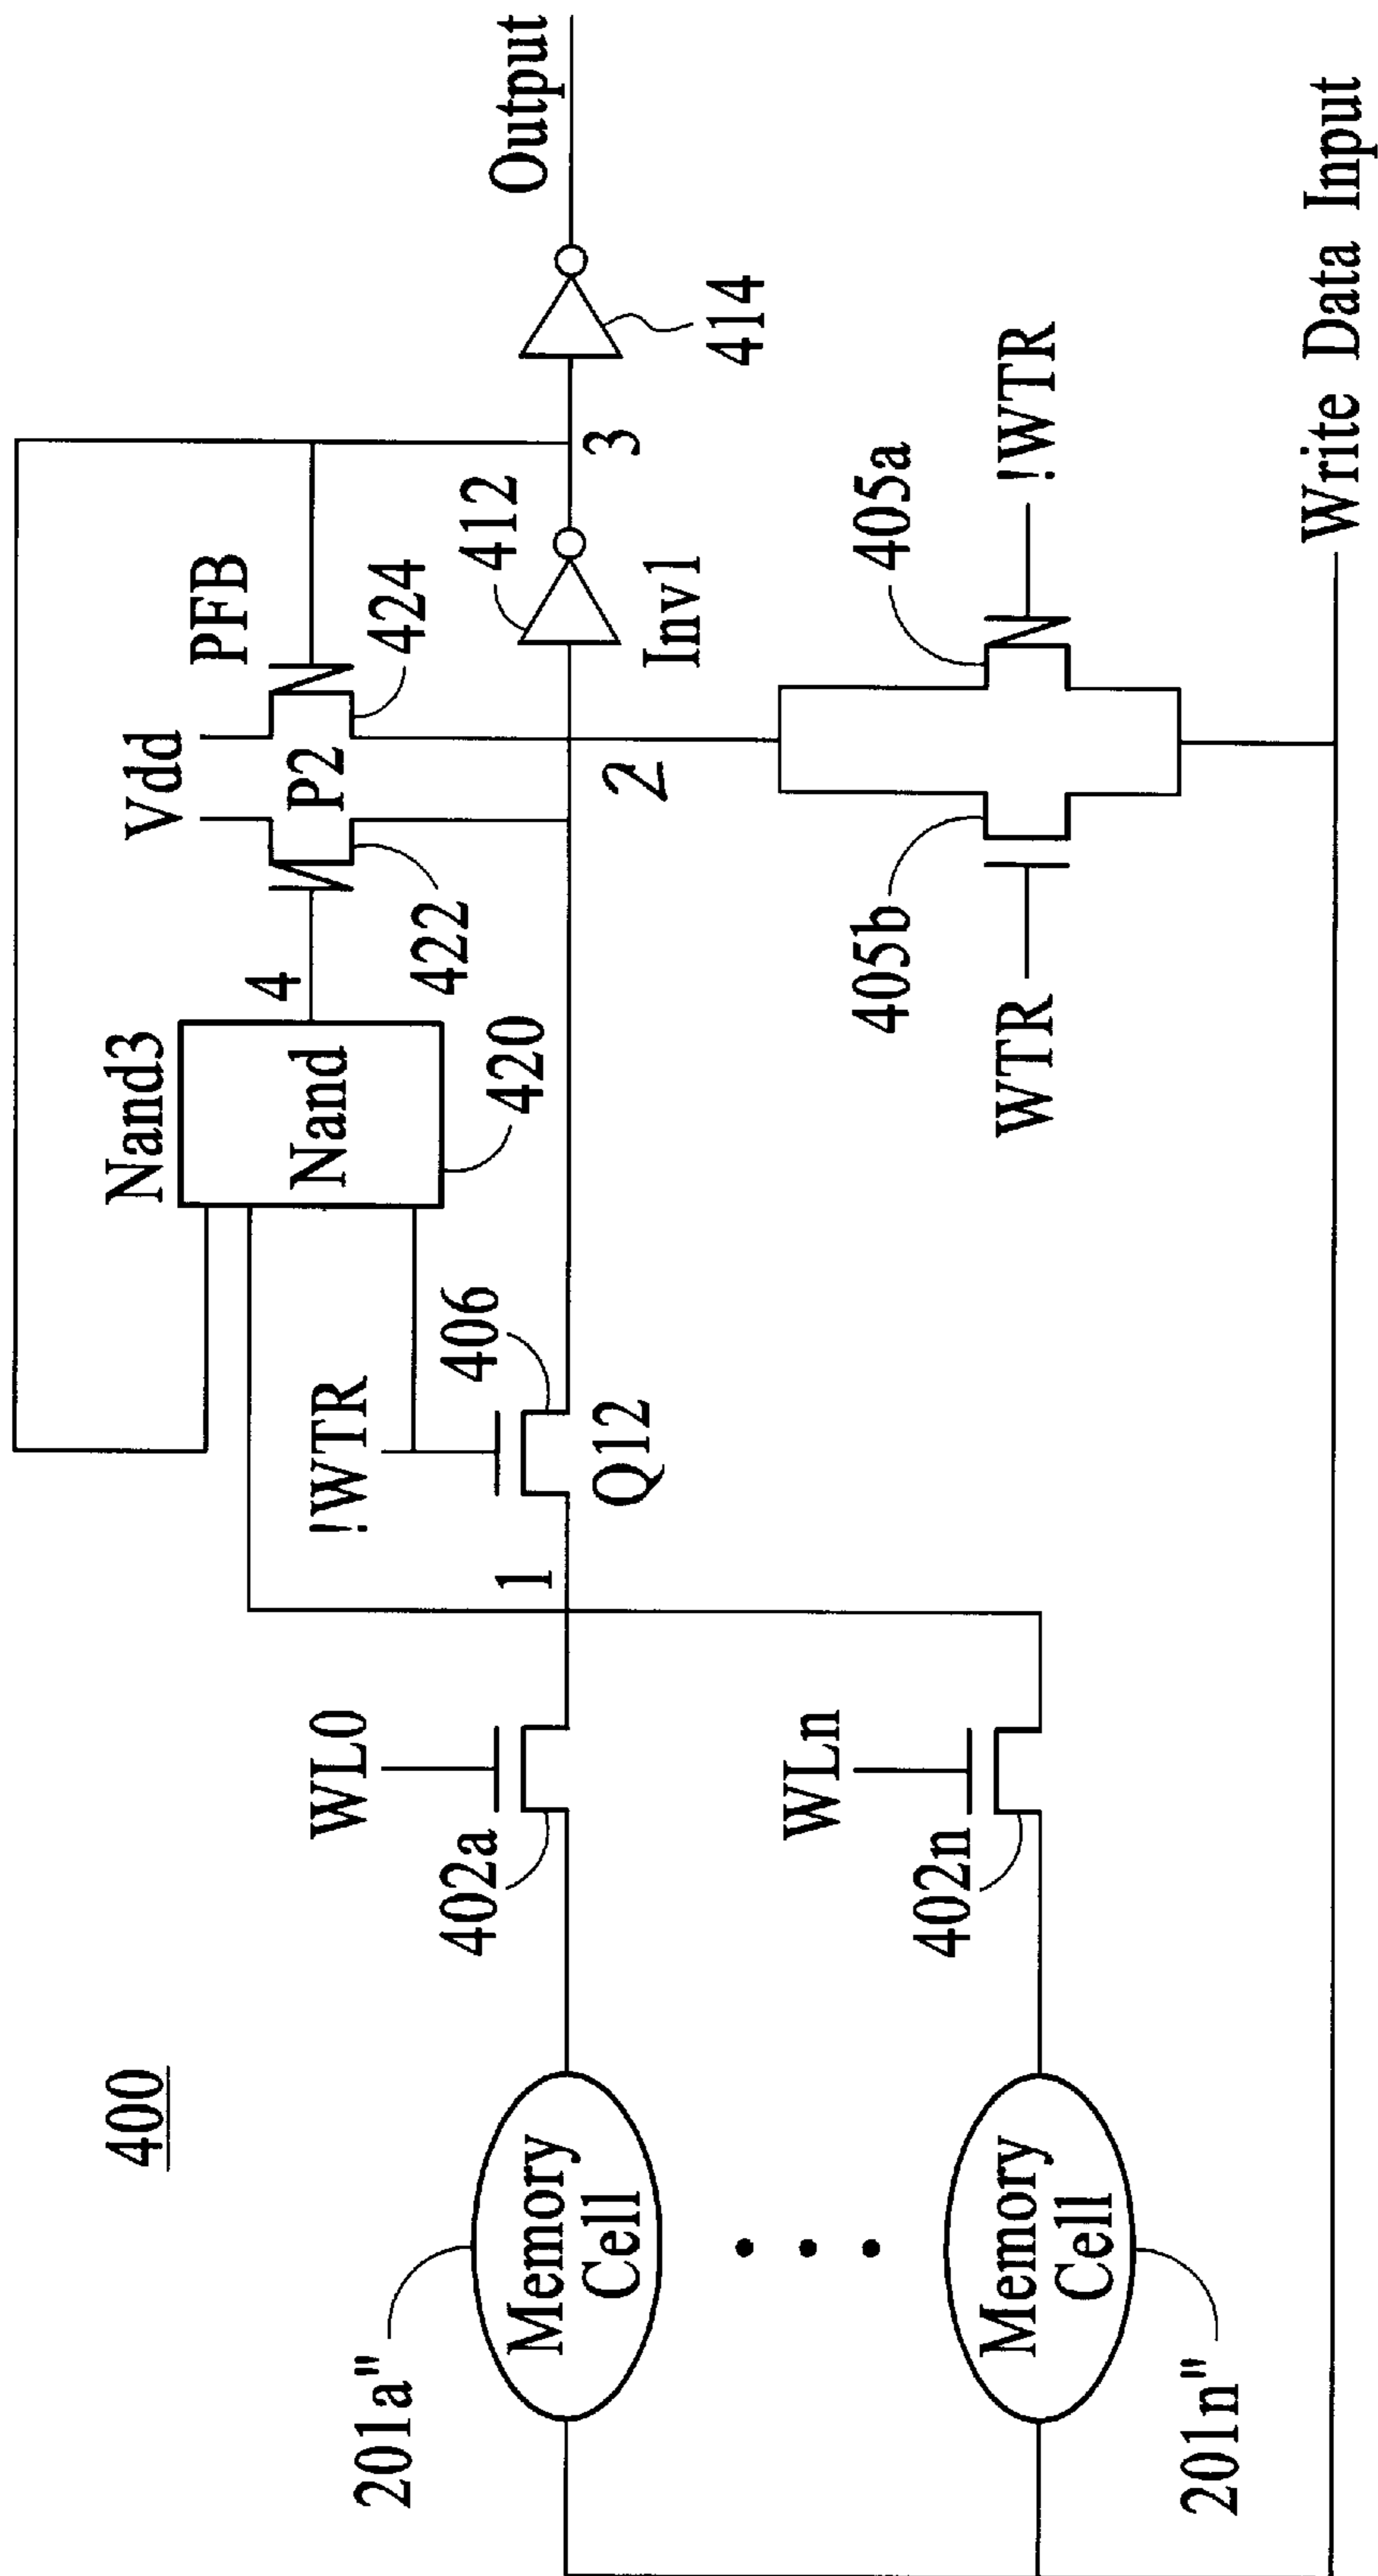 400
Nand3
Vdd
PFB
Nand
4
P2
424
422
420
!WTR
406
Q12
1
WL0
402a
412
Inv1
2
3
414
Output
201a"
Memory
Cell
WLn
402n
Memory
Cell
201n"
405b
405a
WTR
!WTR
Write Data Input